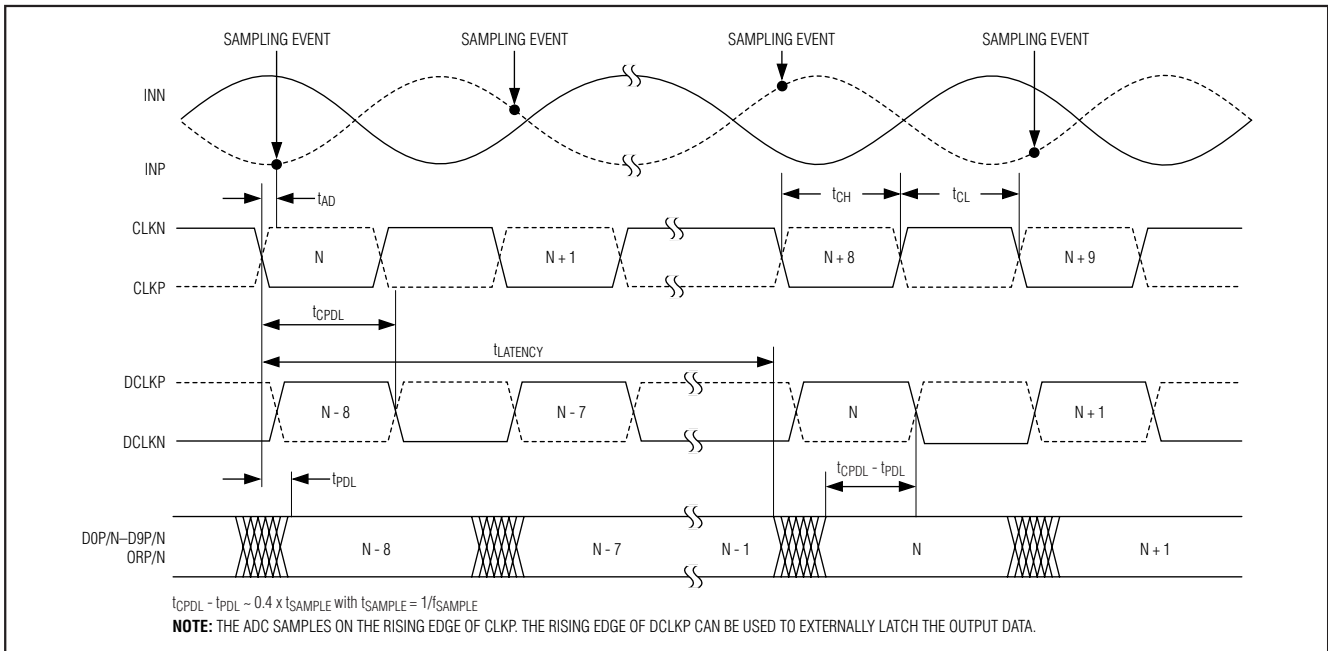 SAMPLING EVENT SAMPLING EVENT SAMPLING EVENT SAMPLING EVENT
INN
INP
tAD
tCH
tCL
CLKN
N
N + 1
N + 8
N + 9
CLKP
tCPDL
tLATENCY
DCLKP
N - 8
N - 7
N
N + 1
DCLKN
tPDL
tCPDL - tPDL
D0P/N–D9P/N
ORP/N
N - 8
N - 7
N - 1
N
N + 1
tCPDL - tPDL ~ 0.4 x tSAMPLE with tSAMPLE = 1/fSAMPLE
NOTE: THE ADC SAMPLES ON THE RISING EDGE OF CLKP. THE RISING EDGE OF DCLKP CAN BE USED TO EXTERNALLY LATCH THE OUTPUT DATA.